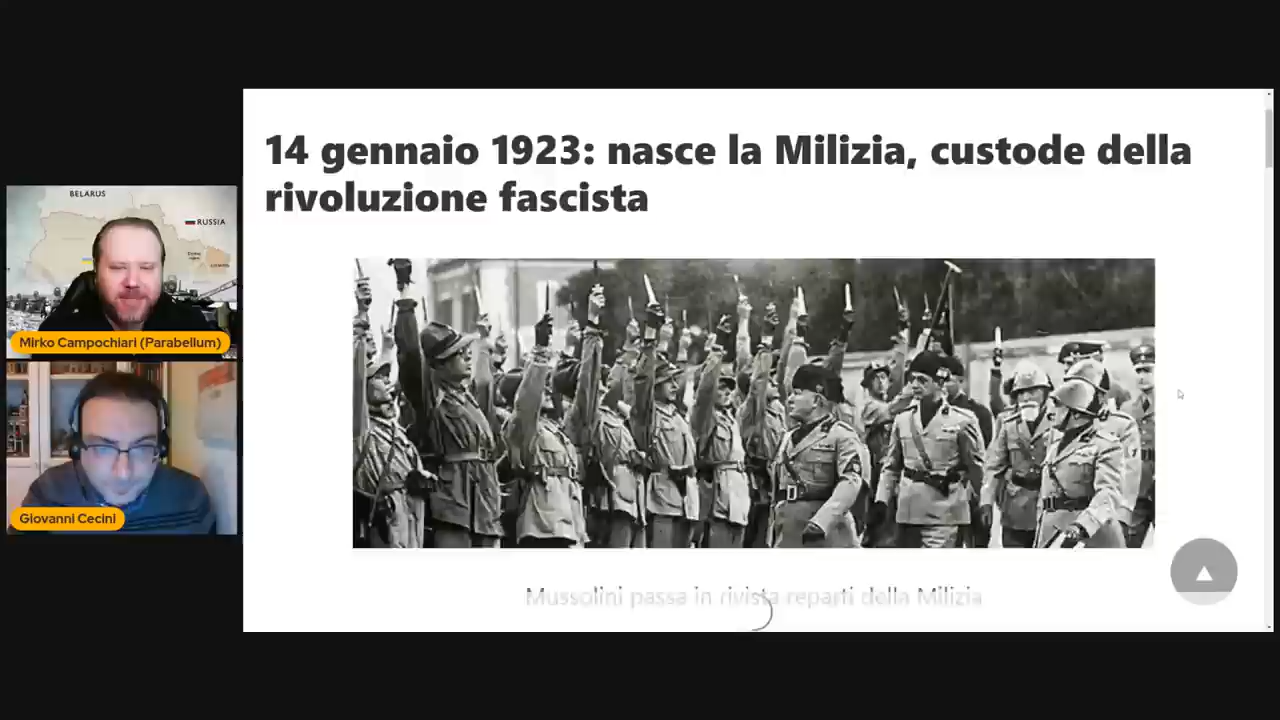 14 gennaio 1923: nasce la Milizia, custode della
rivoluzione fascista
BELARUS
RUSSIA
Mirko Campochiari (Parabellum)
Giovanni Cecini
Mussolini passa in rivista reparti della Milizia